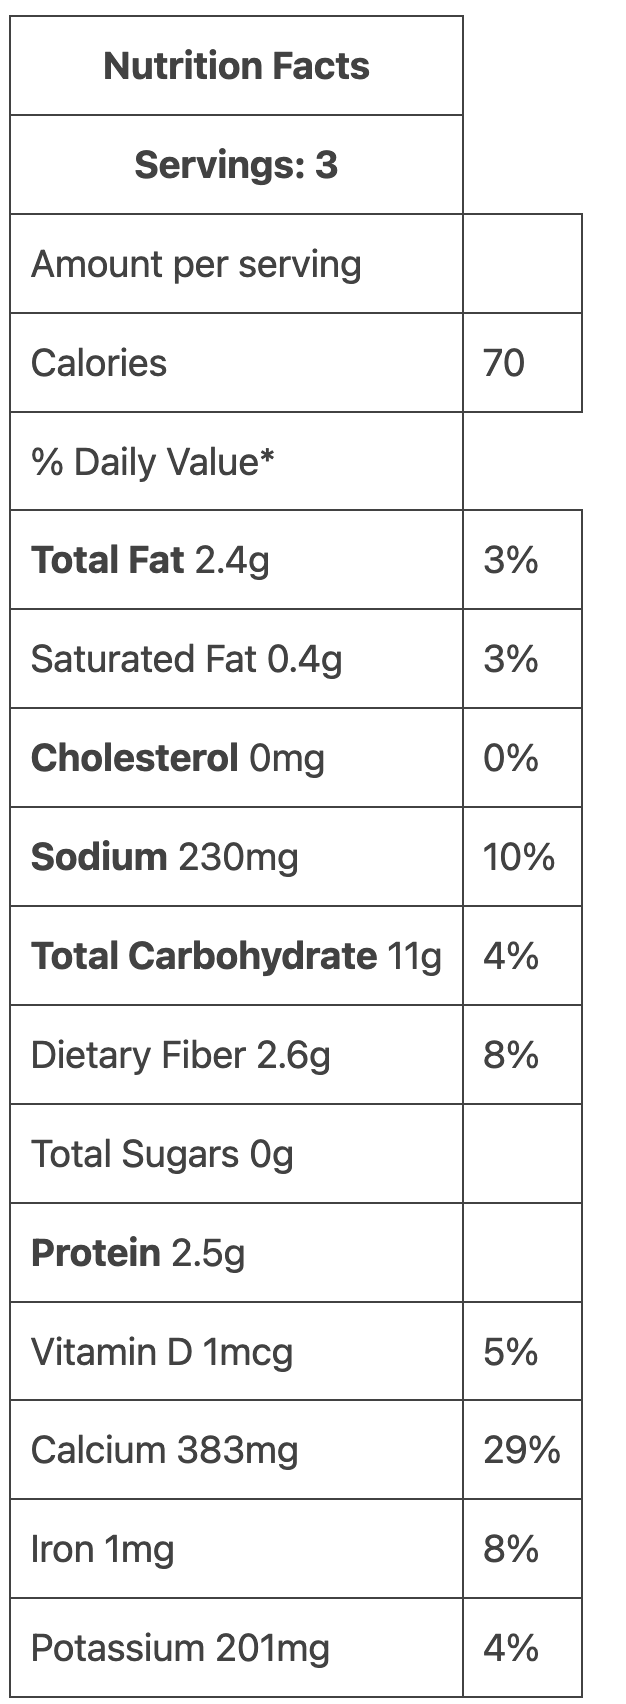 Nutrition Facts
Servings: 3
Amount per serving
Calories 70
% Daily Value*
Total Fat 2.4g 3%
Saturated Fat 0.4g 3%
Cholesterol 0mg 0%
Sodium 230mg 10%
Total Carbohydrate 11g 4%
Dietary Fiber 2.6g 8%
Total Sugars 0g
Protein 2.5g
Vitamin D 1mcg 5%
Calcium 383mg 29%
Iron 1mg 8%
Potassium 201mg 4%